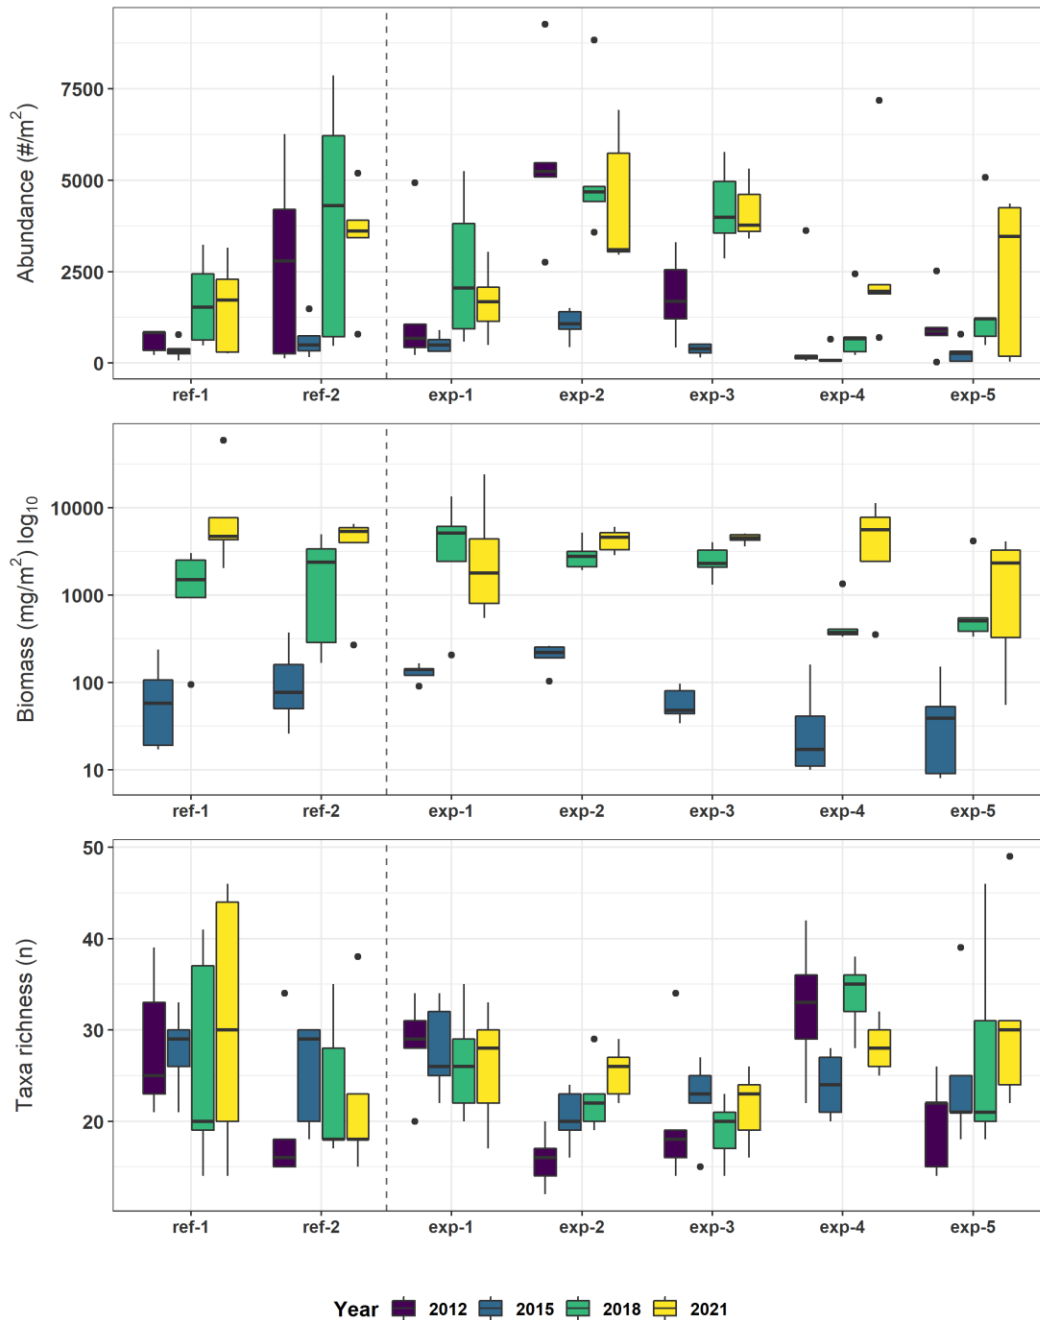 Abundance (#/m²)
7500
5000
2500
0
ref-1 ref-2 exp-1 exp-2 exp-3 exp-4 exp-5
Biomass (mg/m²) log₁₀
10000
1000
100
10
ref-1 ref-2 exp-1 exp-2 exp-3 exp-4 exp-5
Taxa richness (n)
50
40
30
20
ref-1 ref-2 exp-1 exp-2 exp-3 exp-4 exp-5
Year 2012 2015 2018 2021